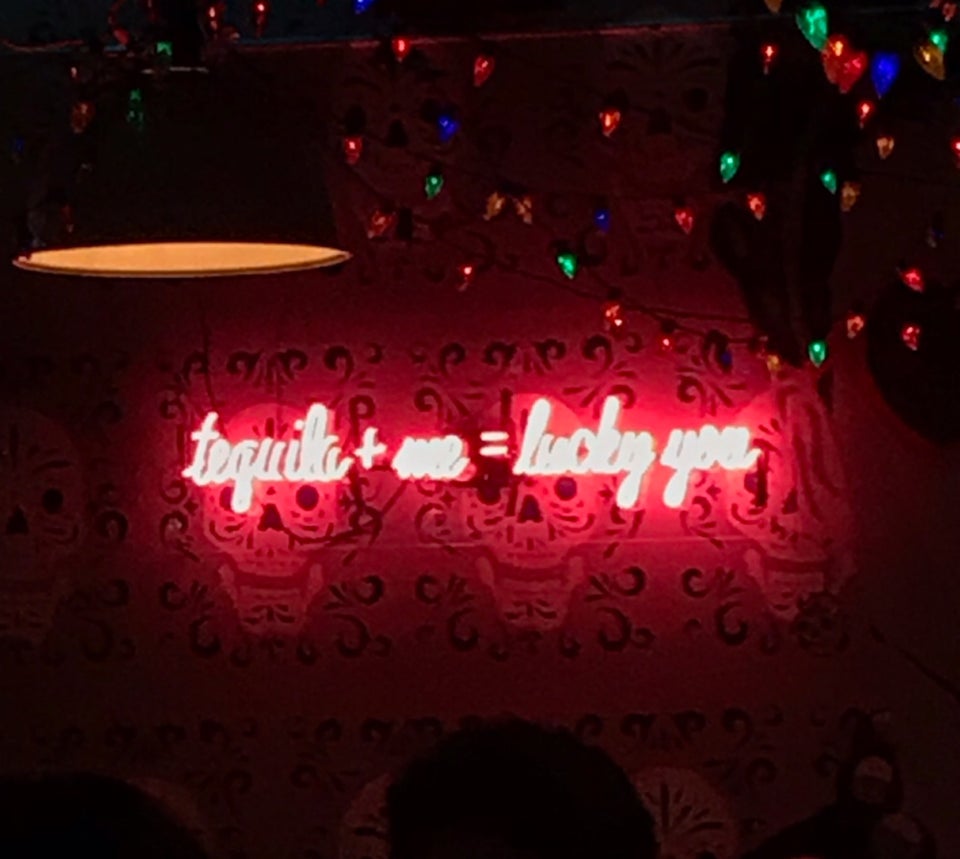 tequila + me = lucky you